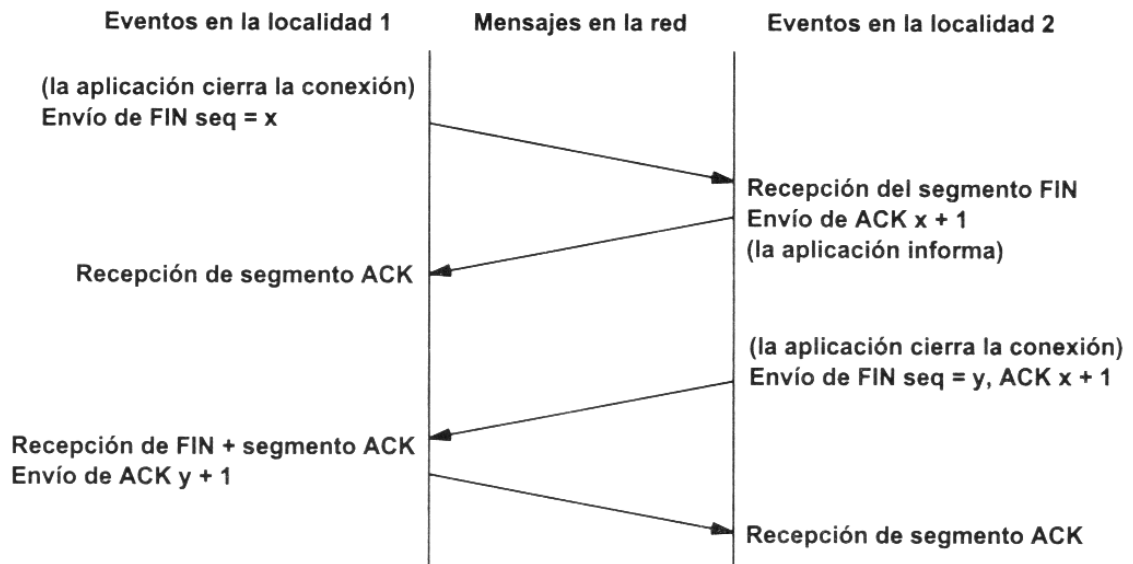 Eventos en la localidad 1
Mensajes en la red
Eventos en la localidad 2
(la aplicación cierra la conexión)
Envío de FIN seq = x
Recepción del segmento FIN
Envío de ACK x + 1
(la aplicación informa)
Recepción de segmento ACK
(la aplicación cierra la conexión)
Envío de FIN seq = y, ACK x + 1
Recepción de FIN + segmento ACK
Envío de ACK y + 1
Recepción de segmento ACK